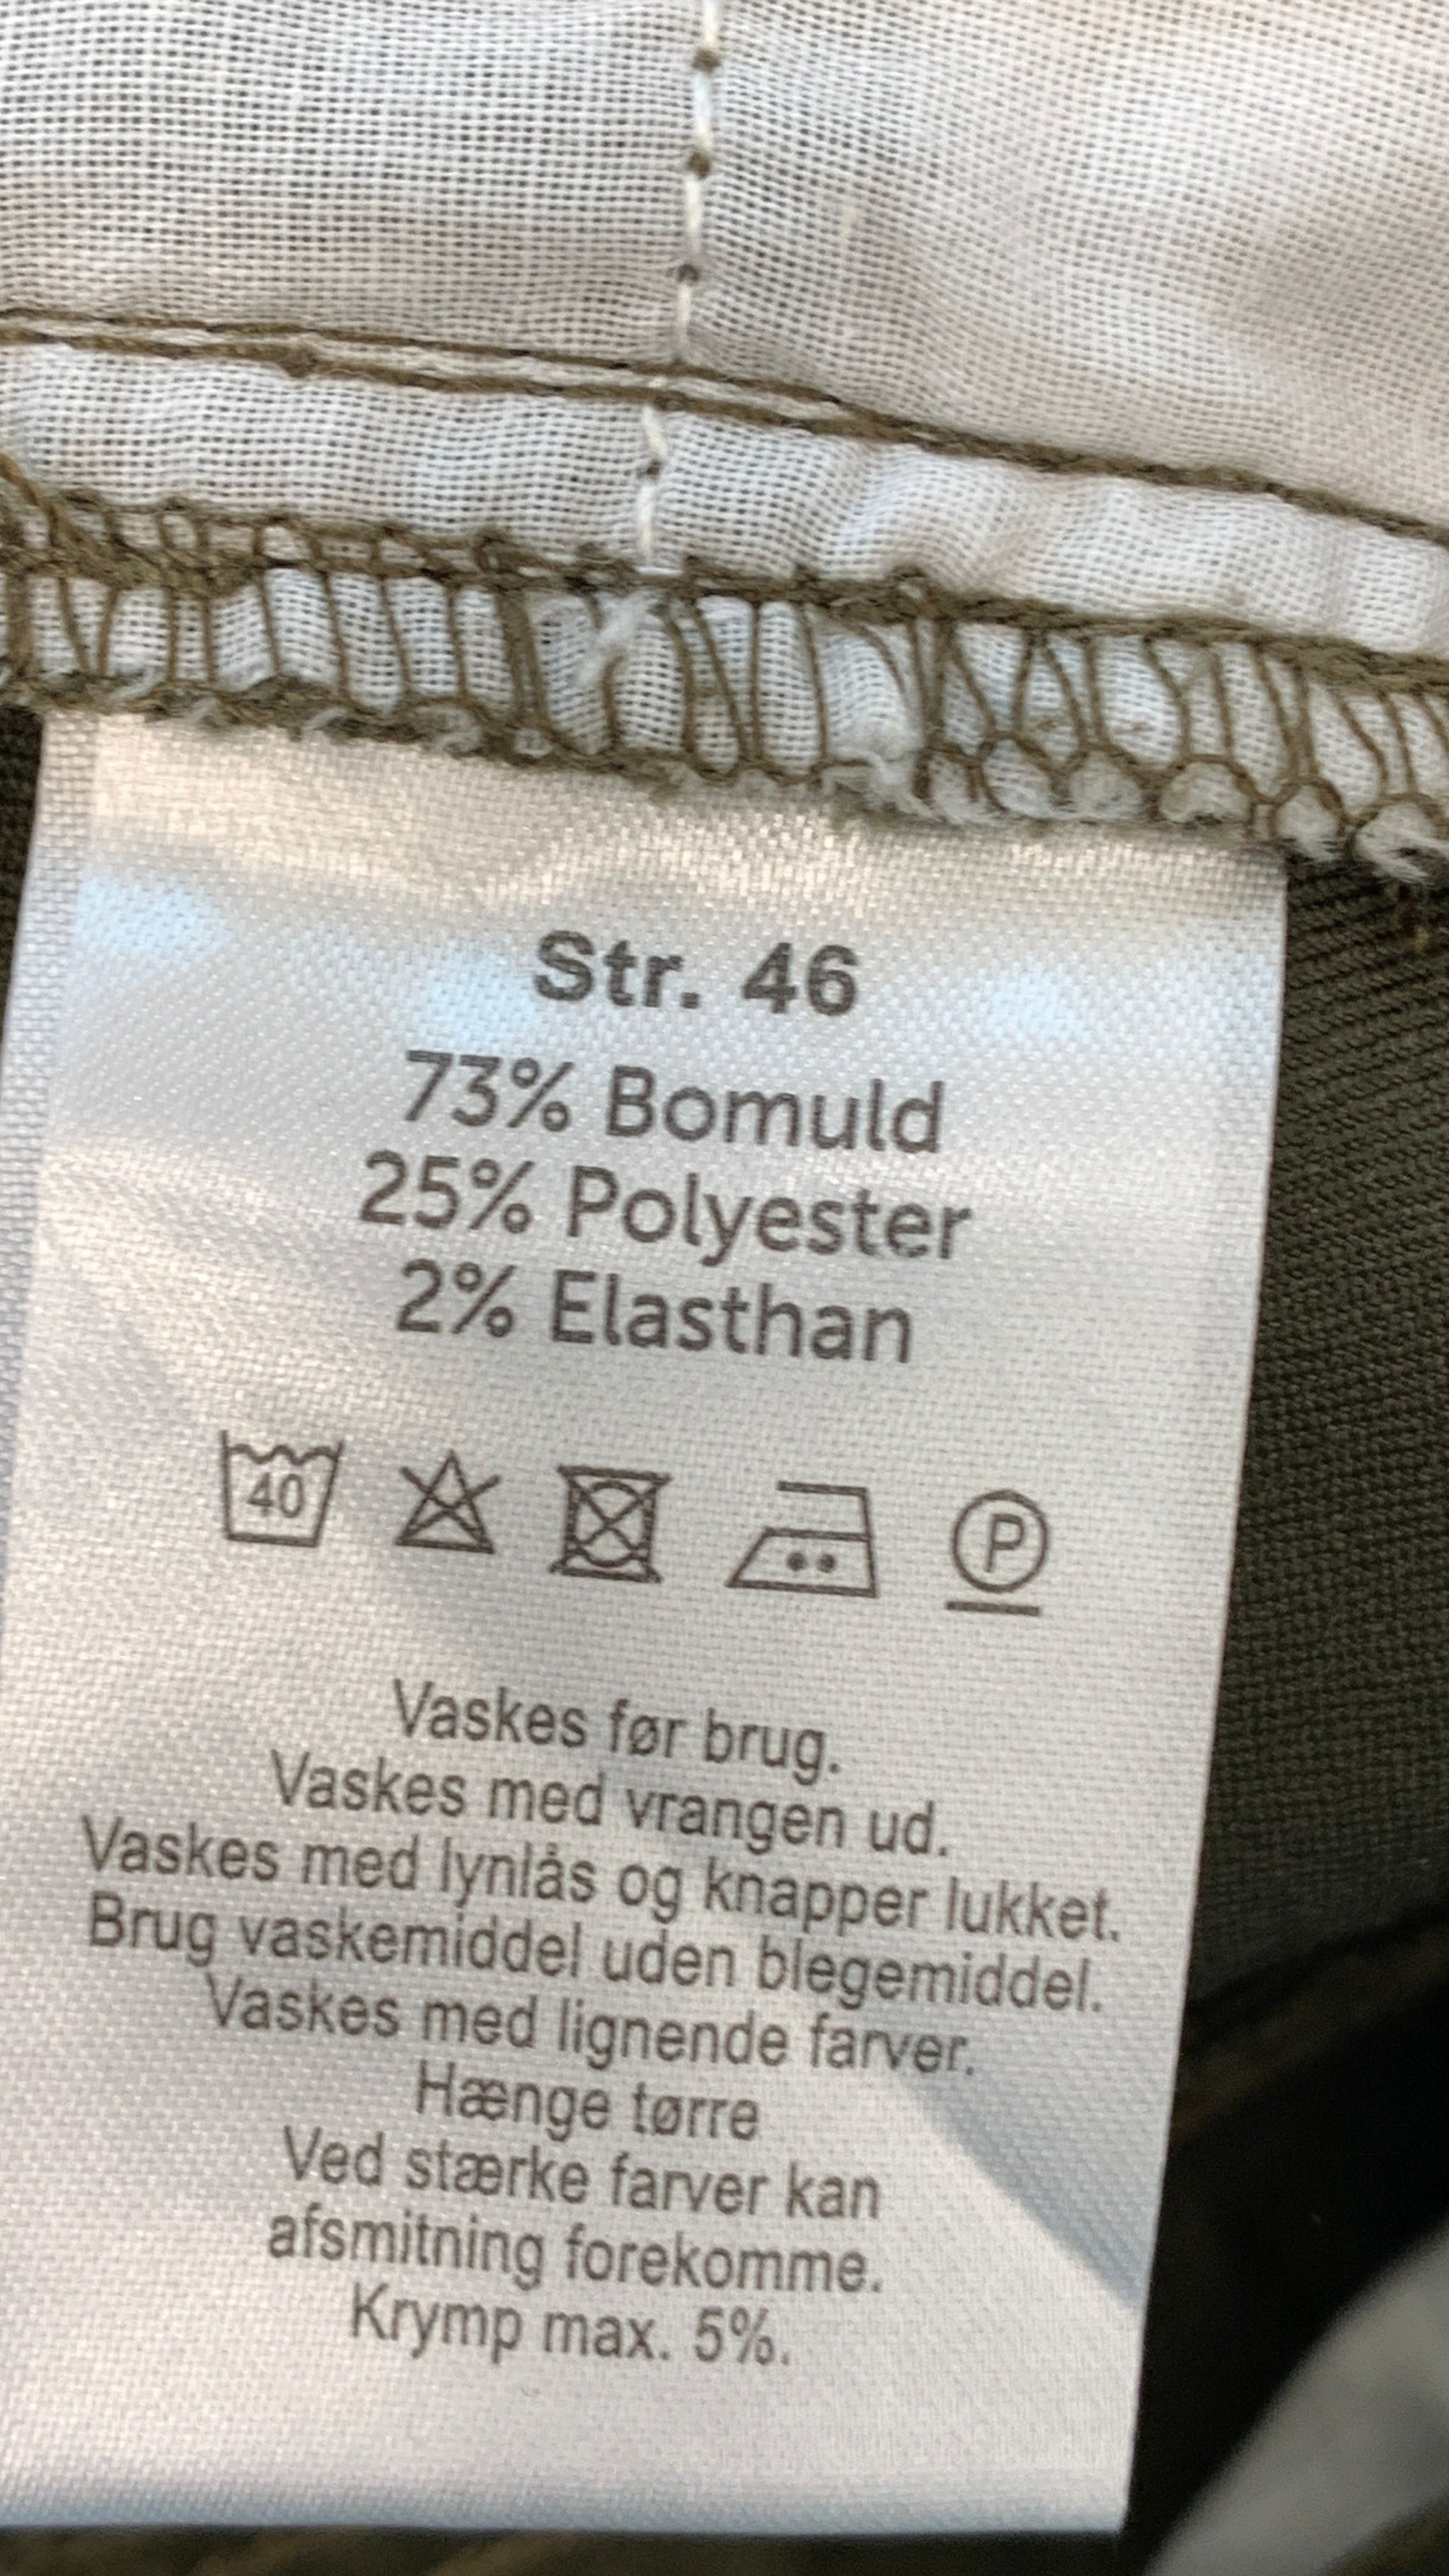 Str. 46
73% Bomuld
25% Polyester
2% Elasthan
40 P
Vaskes før brug.
Vaskes med vrangen ud.
Vaskes med lynlås og knapper lukket.
Brug vaskemiddel uden blegemiddel.
Vaskes med lignende farver.
Hænge tørre
Ved stærke farver kan
afsmitning forekomme.
Krymp max. 5%.